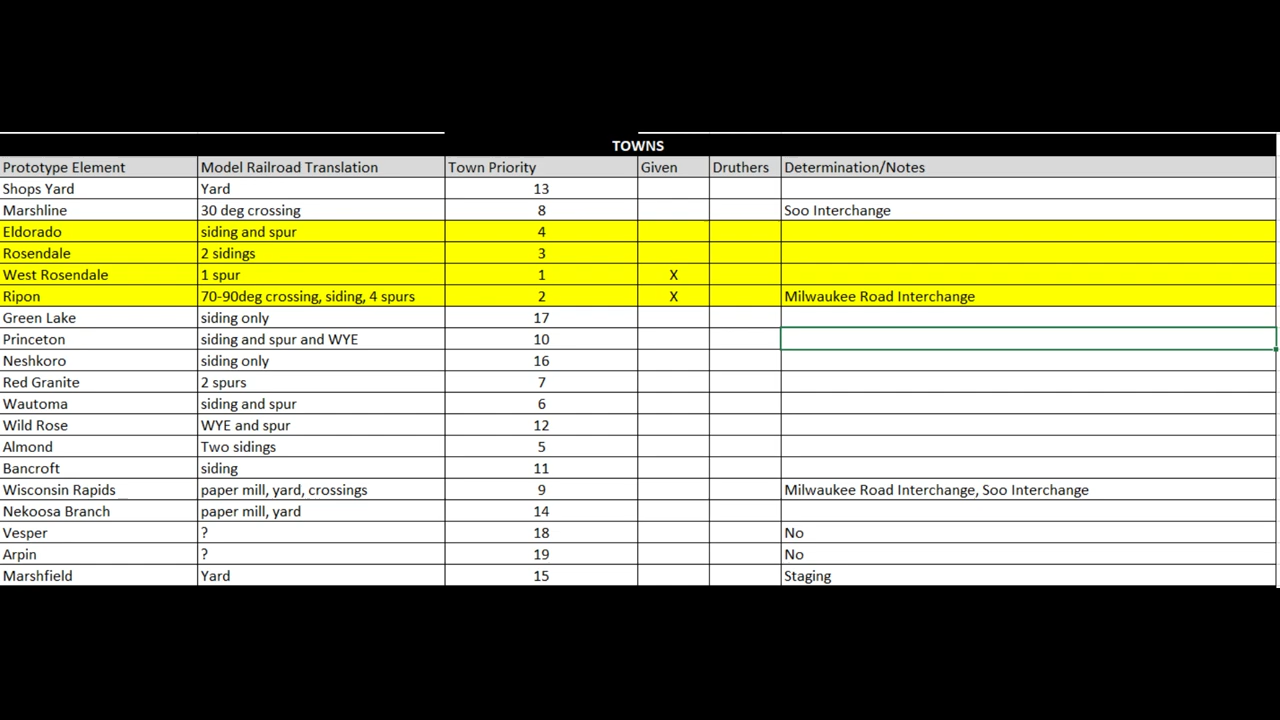 TOWNS
Prototype Element Model Railroad Translation Town Priority Given Druthers Determination/Notes
Shops Yard Yard 13
Marshline 30 deg crossing 8 Soo Interchange
Eldorado siding and spur 4
Rosendale 2 sidings 3
West Rosendale 1 spur 1 X
Ripon 70-90deg crossing, siding, 4 spurs 2 X Milwaukee Road Interchange
Green Lake siding only 17
Princeton siding and spur and WYE 10
Neshkoro siding only 16
Red Granite 2 spurs 7
Wautoma siding and spur 6
Wild Rose WYE and spur 12
Almond Two sidings 5
Bancroft siding 11
Wisconsin Rapids paper mill, yard, crossings 9 Milwaukee Road Interchange, Soo Interchange
Nekoosa Branch paper mill, yard 14
Vesper ? 18 No
Arpin ? 19 No
Marshfield Yard 15 Staging